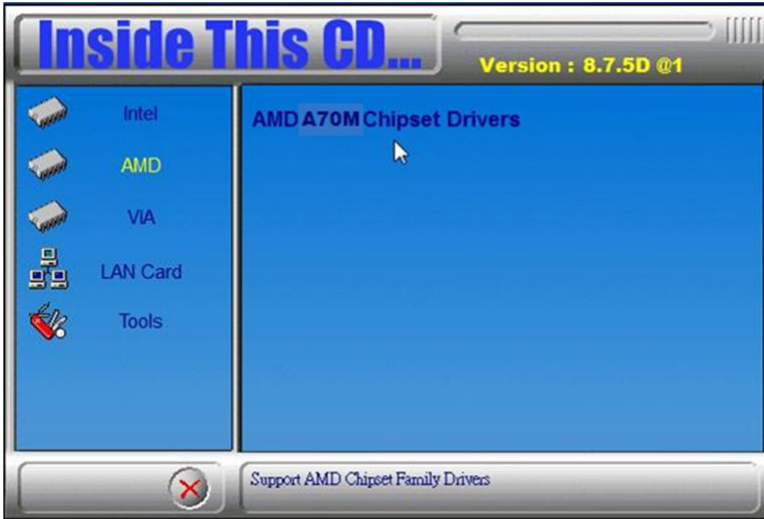 Inside This CD...
Version : 8.7.5D @1
Intel
AMD
VIA
LAN Card
Tools
AMD A70M Chipset Drivers
Support AMD Chipset Family Drivers